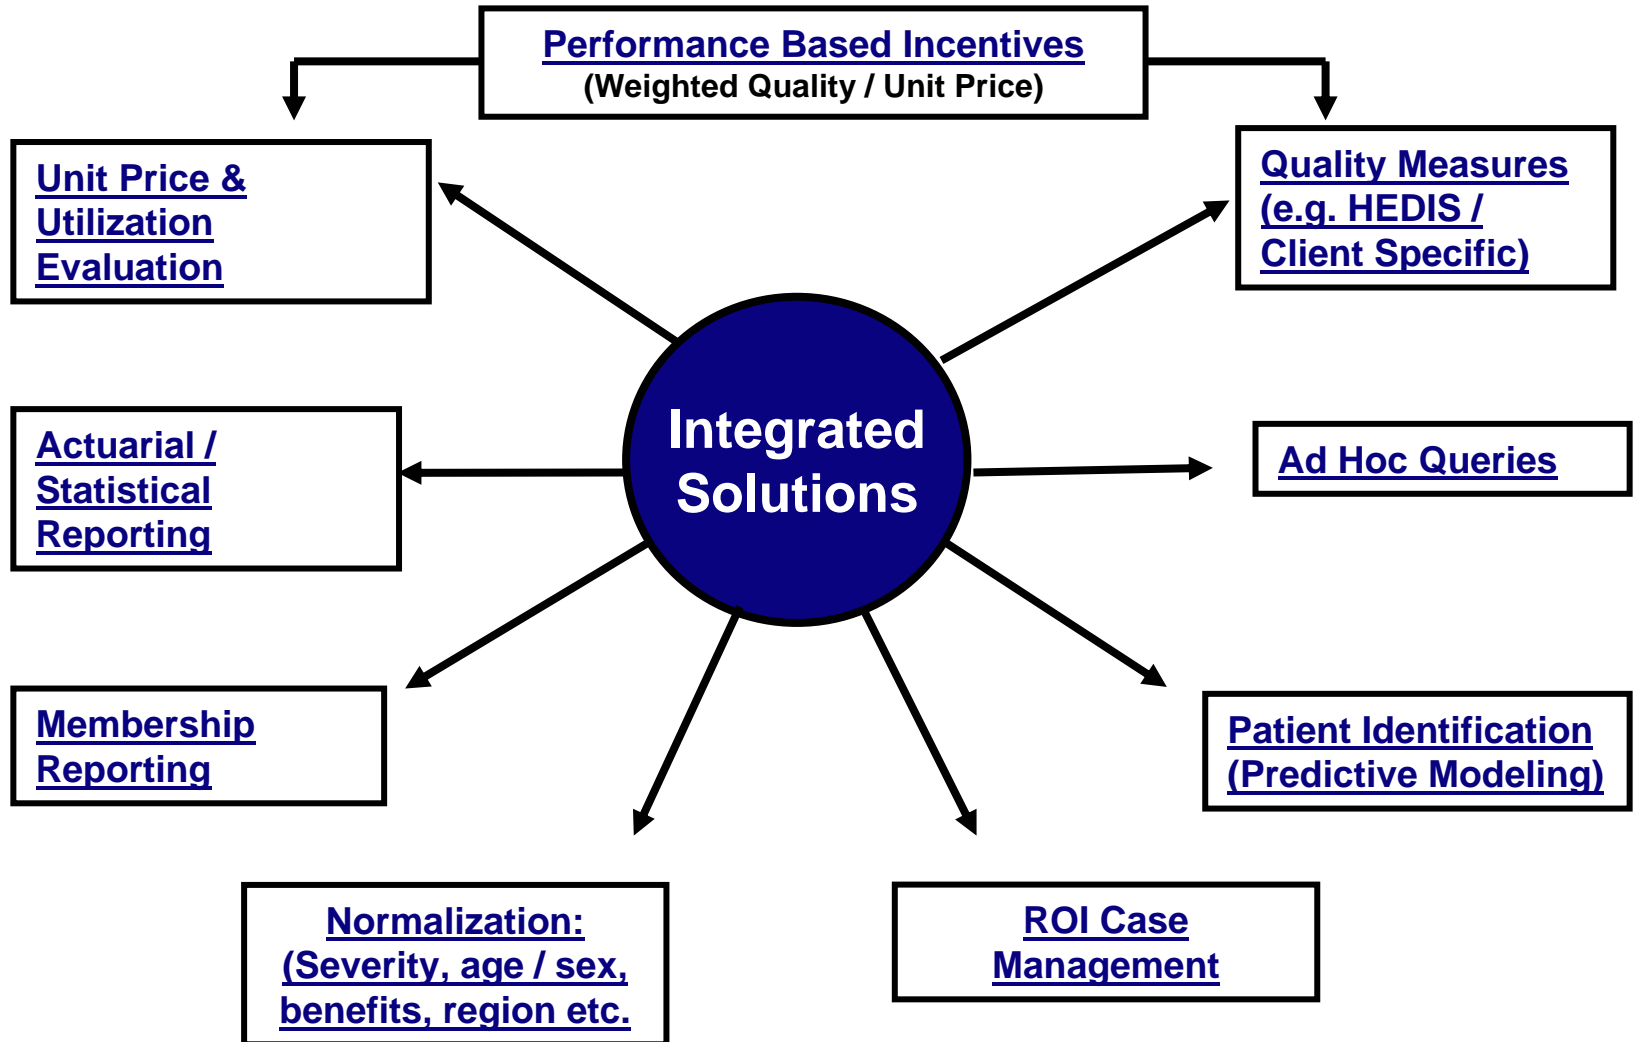 Performance Based Incentives
(Weighted Quality / Unit Price)
Unit Price &
Utilization
Evaluation
Quality Measures
(e.g. HEDIS /
Client Specific)
Integrated
Solutions
Actuarial /
Statistical
Reporting
Ad Hoc Queries
Membership
Reporting
Patient Identification
(Predictive Modeling)
Normalization:
(Severity, age / sex,
benefits, region etc.
ROI Case
Management